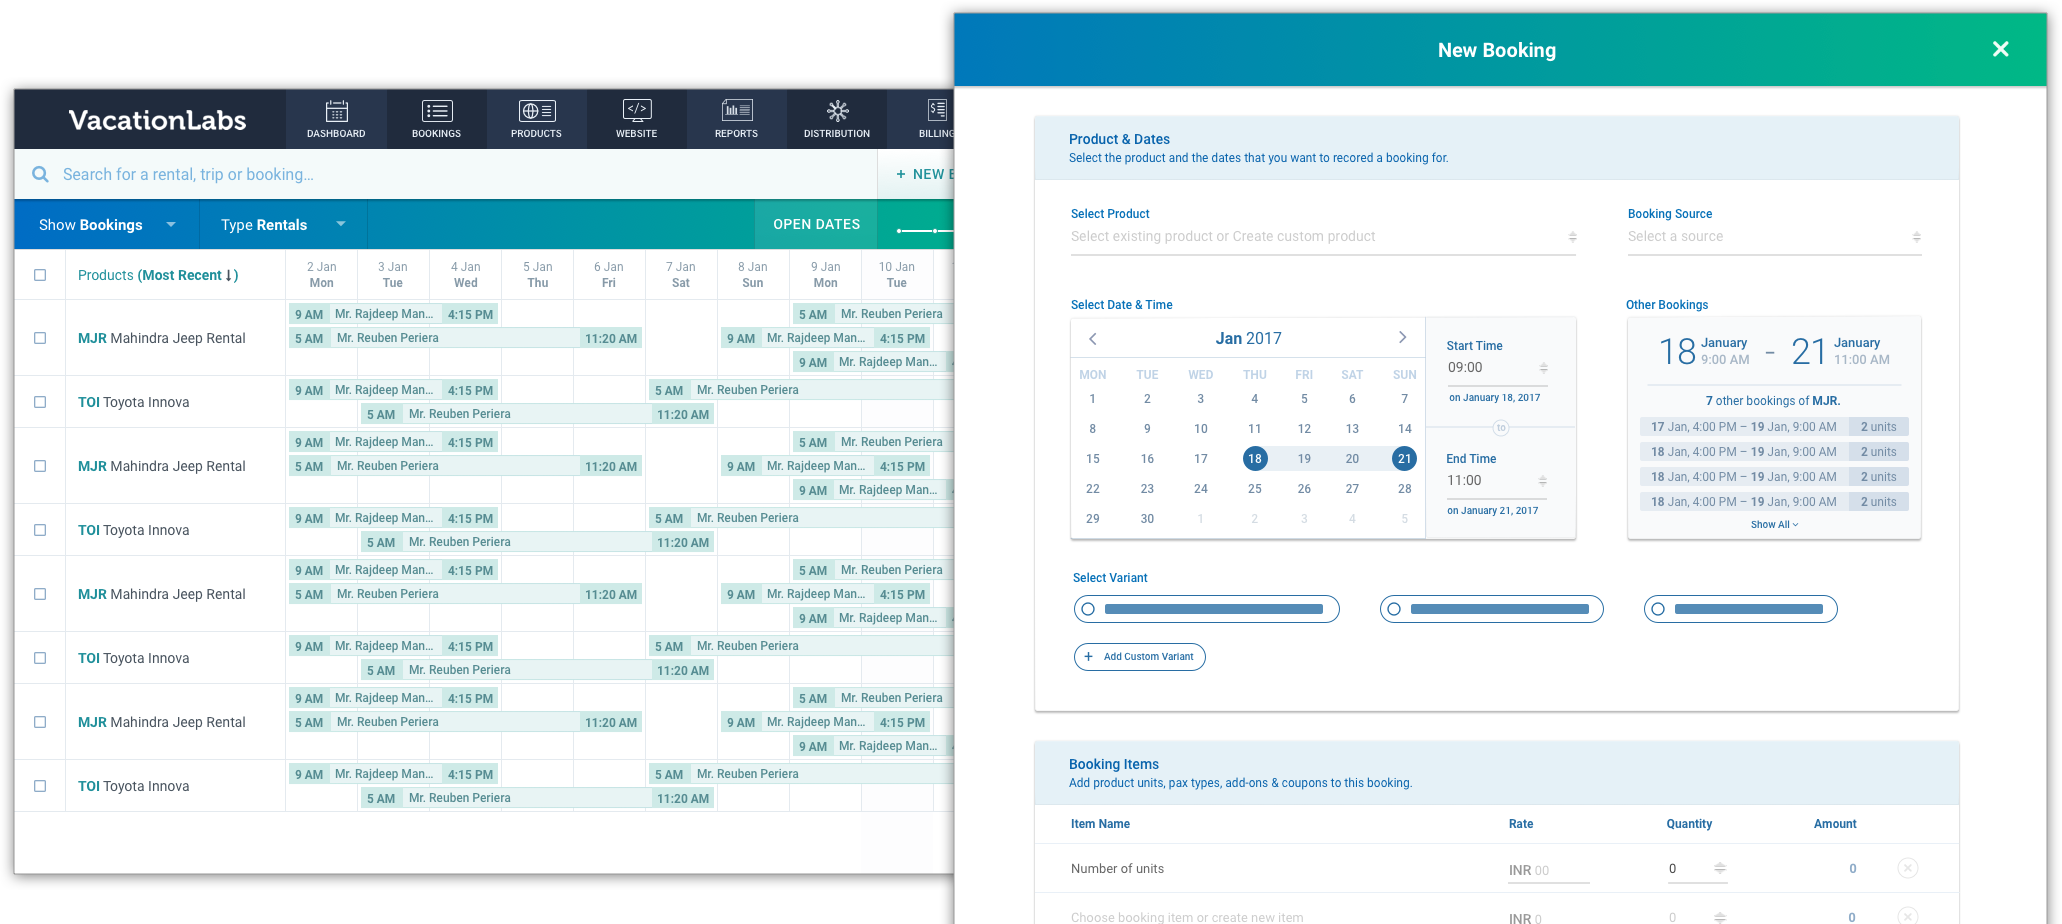 New Booking
VacationLabs
DASHBOARD
BOOKINGS
PRODUCTS
WEBSITE
REPORTS
DISTRIBUTION
BILLING
Search for a rental, trip or booking...
+ NEW
Show Bookings
Type Rentals
OPEN DATES
Products (Most Recent ↓)
2 Jan Mon
3 Jan Tue
4 Jan Wed
5 Jan Thu
6 Jan Fri
7 Jan Sat
8 Jan Sun
9 Jan Mon
10 Jan Tue
MJR Mahindra Jeep Rental
9 AM Mr. Rajdeep Man... 4:15 PM
5 AM Mr. Reuben Periera
5 AM Mr. Reuben Periera 11:20 AM
9 AM Mr. Rajdeep Man... 4:15 PM
9 AM Mr. Rajdeep Man...
TOI Toyota Innova
9 AM Mr. Rajdeep Man... 4:15 PM
5 AM Mr. Reuben Periera
5 AM Mr. Reuben Periera 11:20 AM
MJR Mahindra Jeep Rental
9 AM Mr. Rajdeep Man... 4:15 PM
5 AM Mr. Reuben Periera
5 AM Mr. Reuben Periera 11:20 AM
9 AM Mr. Rajdeep Man... 4:15 PM
9 AM Mr. Rajdeep Man...
TOI Toyota Innova
9 AM Mr. Rajdeep Man... 4:15 PM
5 AM Mr. Reuben Periera
5 AM Mr. Reuben Periera 11:20 AM
MJR Mahindra Jeep Rental
9 AM Mr. Rajdeep Man... 4:15 PM
5 AM Mr. Reuben Periera
5 AM Mr. Reuben Periera 11:20 AM
9 AM Mr. Rajdeep Man... 4:15 PM
9 AM Mr. Rajdeep Man...
TOI Toyota Innova
9 AM Mr. Rajdeep Man... 4:15 PM
5 AM Mr. Reuben Periera
5 AM Mr. Reuben Periera 11:20 AM
MJR Mahindra Jeep Rental
9 AM Mr. Rajdeep Man... 4:15 PM
5 AM Mr. Reuben Periera
5 AM Mr. Reuben Periera 11:20 AM
9 AM Mr. Rajdeep Man... 4:15 PM
9 AM Mr. Rajdeep Man...
TOI Toyota Innova
9 AM Mr. Rajdeep Man... 4:15 PM
5 AM Mr. Reuben Periera
5 AM Mr. Reuben Periera 11:20 AM
Product & Dates
Select the product and the dates that you want to recored a booking for.
Select Product
Select existing product or Create custom product
Booking Source
Select a source
Select Date & Time
Jan 2017
MON TUE WED THU FRI SAT SUN
1 2 3 4 5 6 7
8 9 10 11 12 13 14
15 16 17 18 19 20 21
22 23 24 25 26 27 28
29 30 1 2 3 4 5
Start Time
09:00
on January 18, 2017
to
End Time
11:00
on January 21, 2017
Other Bookings
18 January 9:00 AM - 21 January 11:00 AM
7 other bookings of MJR.
17 Jan, 4:00 PM – 19 Jan, 9:00 AM 2 units
18 Jan, 4:00 PM – 19 Jan, 9:00 AM 2 units
18 Jan, 4:00 PM – 19 Jan, 9:00 AM 2 units
18 Jan, 4:00 PM – 19 Jan, 9:00 AM 2 units
Show All
Select Variant
+ Add Custom Variant
Booking Items
Add product units, pax types, add-ons & coupons to this booking.
Item Name Rate Quantity Amount
Number of units INR 00 0 0
Choose booking item or create new item INR 0 0 0